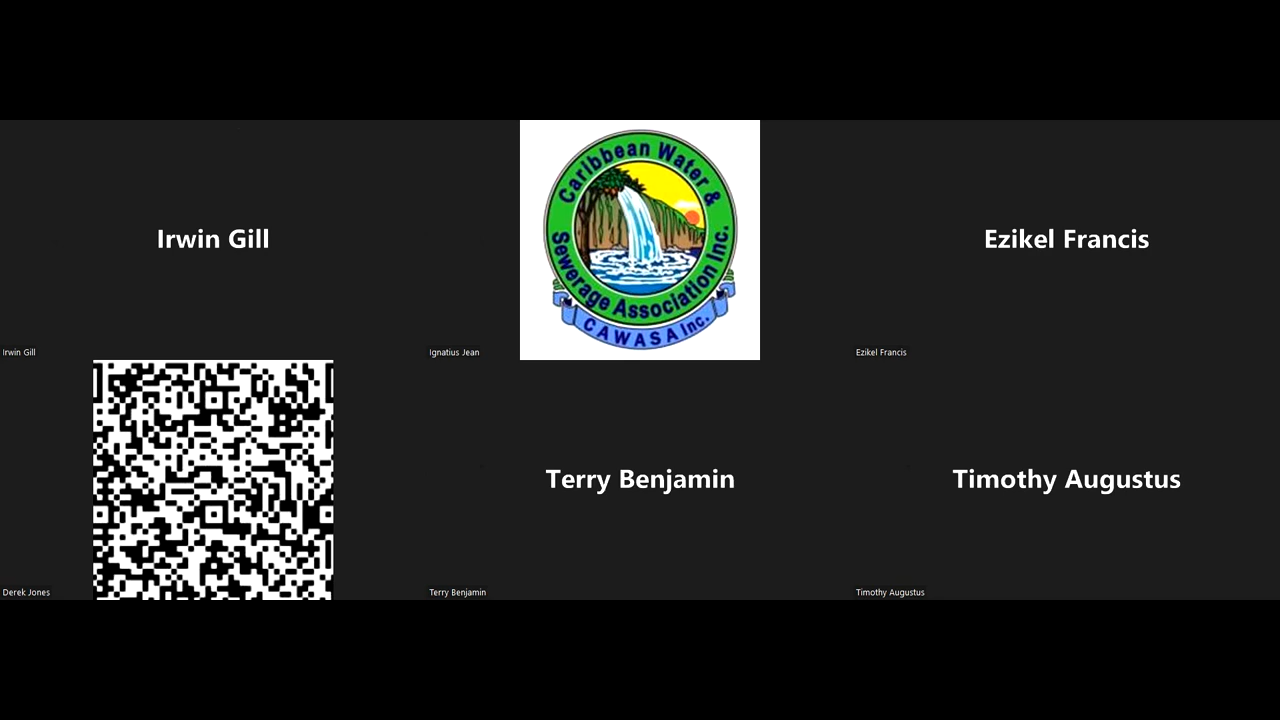 Irwin Gill
Caribbean Water &
Sewerage Association Inc.
CAWASA Inc.
Ezikel Francis
Irwin Gill
Ignatius Jean
Ezikel Francis
Terry Benjamin
Timothy Augustus
Derek Jones
Terry Benjamin
Timothy Augustus